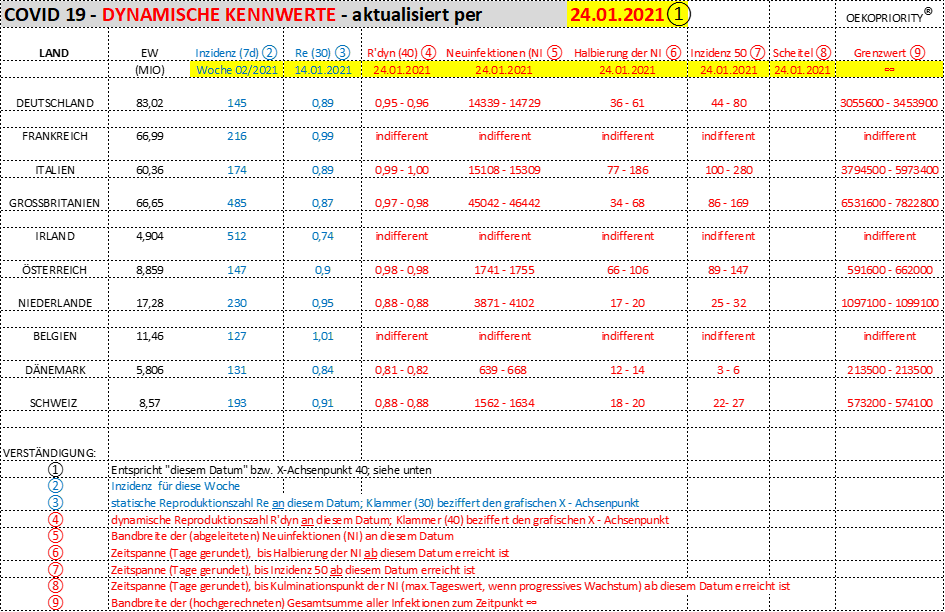 COVID 19 - DYNAMISCHE KENNWERTE - aktualisiert per 24.01.2021 ① OEKOPRIORITY®
LAND EW Inzidenz (7d) ② Re (30) ③ R'dyn (40) ④ Neuinfektionen (NI ⑤ Halbierung der NI ⑥ Inzidenz 50 ⑦ Scheitel ⑧ Grenzwert ⑨
(MIO) Woche 02/2021 14.01.2021 24.01.2021 24.01.2021 24.01.2021 24.01.2021 24.01.2021 ∞
DEUTSCHLAND 83,02 145 0,89 0,95 - 0,96 14339 - 14729 36 - 61 44 - 80 3055600 - 3453900
FRANKREICH 66,99 216 0,99 indifferent indifferent indifferent indifferent indifferent
ITALIEN 60,36 174 0,89 0,99 - 1,00 15108 - 15309 77 - 186 100 - 280 3794500 - 5973400
GROSSBRITANIEN 66,65 485 0,87 0,97 - 0,98 45042 - 46442 34 - 68 86 - 169 6531600 - 7822800
IRLAND 4,904 512 0,74 indifferent indifferent indifferent indifferent indifferent
ÖSTERREICH 8,859 147 0,9 0,98 - 0,98 1741 - 1755 66 - 106 89 - 147 591600 - 662000
NIEDERLANDE 17,28 230 0,95 0,88 - 0,88 3871 - 4102 17 - 20 25 - 32 1097100 - 1099100
BELGIEN 11,46 127 1,01 indifferent indifferent indifferent indifferent indifferent
DÄNEMARK 5,806 131 0,84 0,81 - 0,82 639 - 668 12 - 14 3 - 6 213500 - 213500
SCHWEIZ 8,57 193 0,91 0,88 - 0,88 1562 - 1634 18 - 20 22- 27 573200 - 574100
VERSTÄNDIGUNG:
① Entspricht "diesem Datum" bzw. X-Achsenpunkt 40; siehe unten
② Inzidenz für diese Woche
③ statische Reproduktionszahl Re an diesem Datum; Klammer (30) beziffert den grafischen X - Achsenpunkt
④ dynamische Reproduktionszahl R'dyn an diesem Datum; Klammer (40) beziffert den grafischen X - Achsenpunkt
⑤ Bandbreite der (abgeleiteten) Neuinfektionen (NI) an diesem Datum
⑥ Zeitspanne (Tage gerundet), bis Halbierung der NI ab diesem Datum erreicht ist
⑦ Zeitspanne (Tage gerundet), bis Inzidenz 50 ab diesem Datum erreicht ist
⑧ Zeitspanne (Tage gerundet), bis Kulminationspunkt der NI (max.Tageswert, wenn progressives Wachstum) ab diesem Datum erreicht ist
⑨ Bandbreite der (hochgerechneten) Gesamtsumme aller Infektionen zum Zeitpunkt ∞